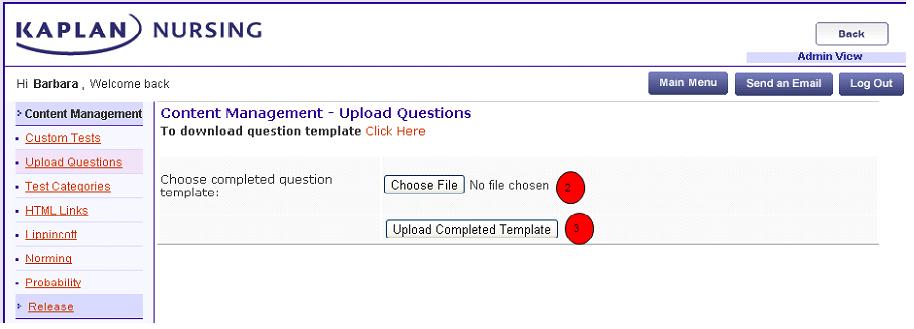 KAPLAN NURSING
Back
Admin View
Hi Barbara , Welcome back
Main Menu
Send an Email
Log Out
Content Management
Custom Tests
Upload Questions
Test Categories
HTML Links
Lippincott
Norming
Probability
Release
Content Management - Upload Questions
To download question template Click Here
Choose completed question
template:
Choose File No file chosen 2
Upload Completed Template 3